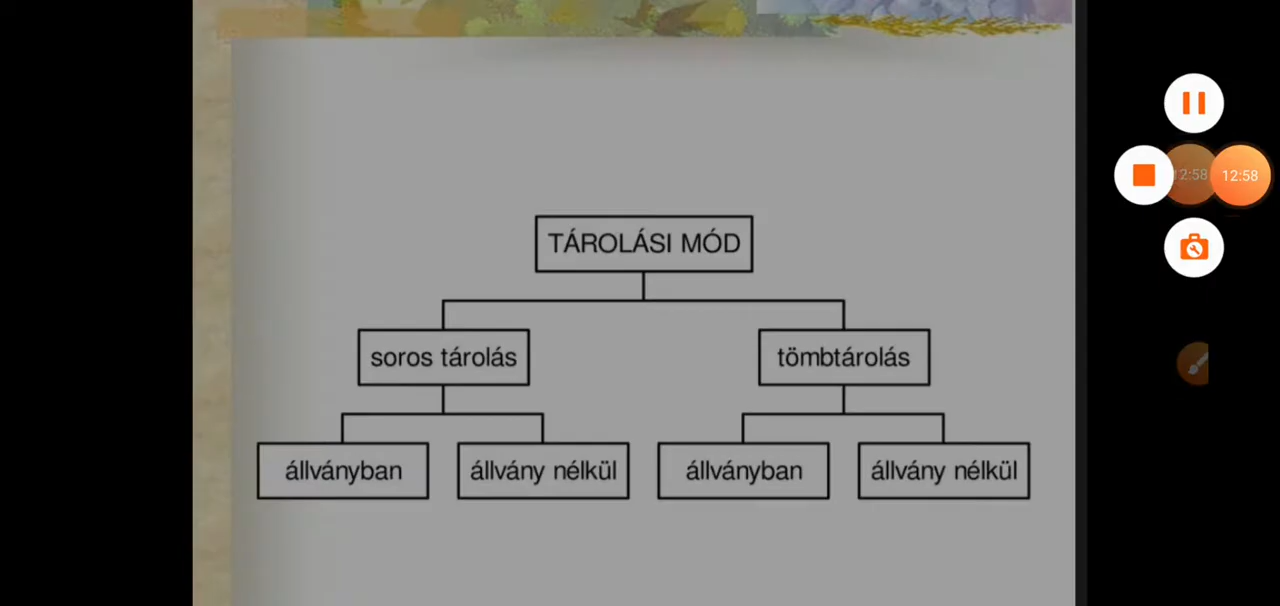 TÁROLÁSI MÓD
soros tárolás
tömbtárolás
állványban
állvány nélkül
állványban
állvány nélkül
12:58
12:58